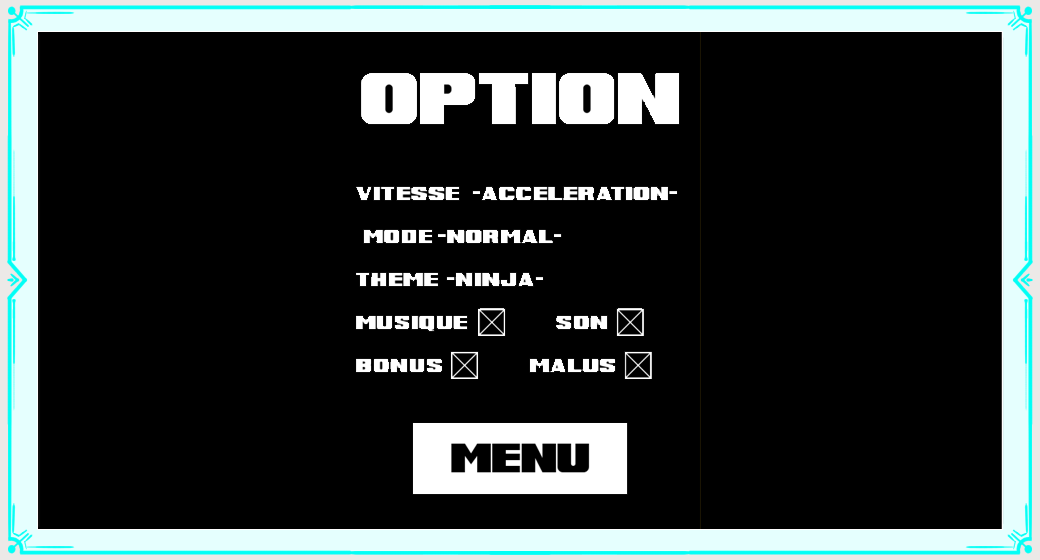 OPTION
VITESSE -ACCELERATION-
MODE -NORMAL-
THEME -NINJA-
MUSIQUE SON
BONUS MALUS
MENU